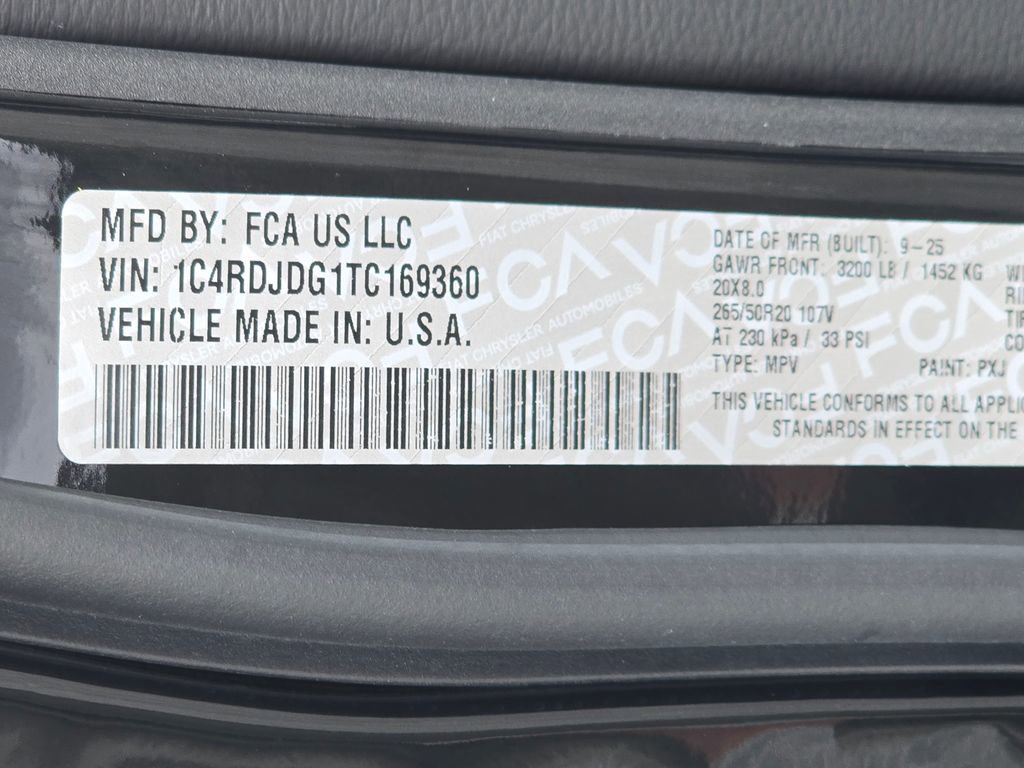 MFD BY: FCA US LLC
VIN: 1C4RDJDG1TC169360
VEHICLE MADE IN: U.S.A.
DATE OF MFR (BUILT): 9-25
GAWR FRONT: 3200 LB / 1452 KG
20X8.0
265/50R20 107V
AT 230 kPa / 33 PSI
TYPE: MPV PAINT: PXJ
THIS VEHICLE CONFORMS TO ALL APPLIC
STANDARDS IN EFFECT ON THE